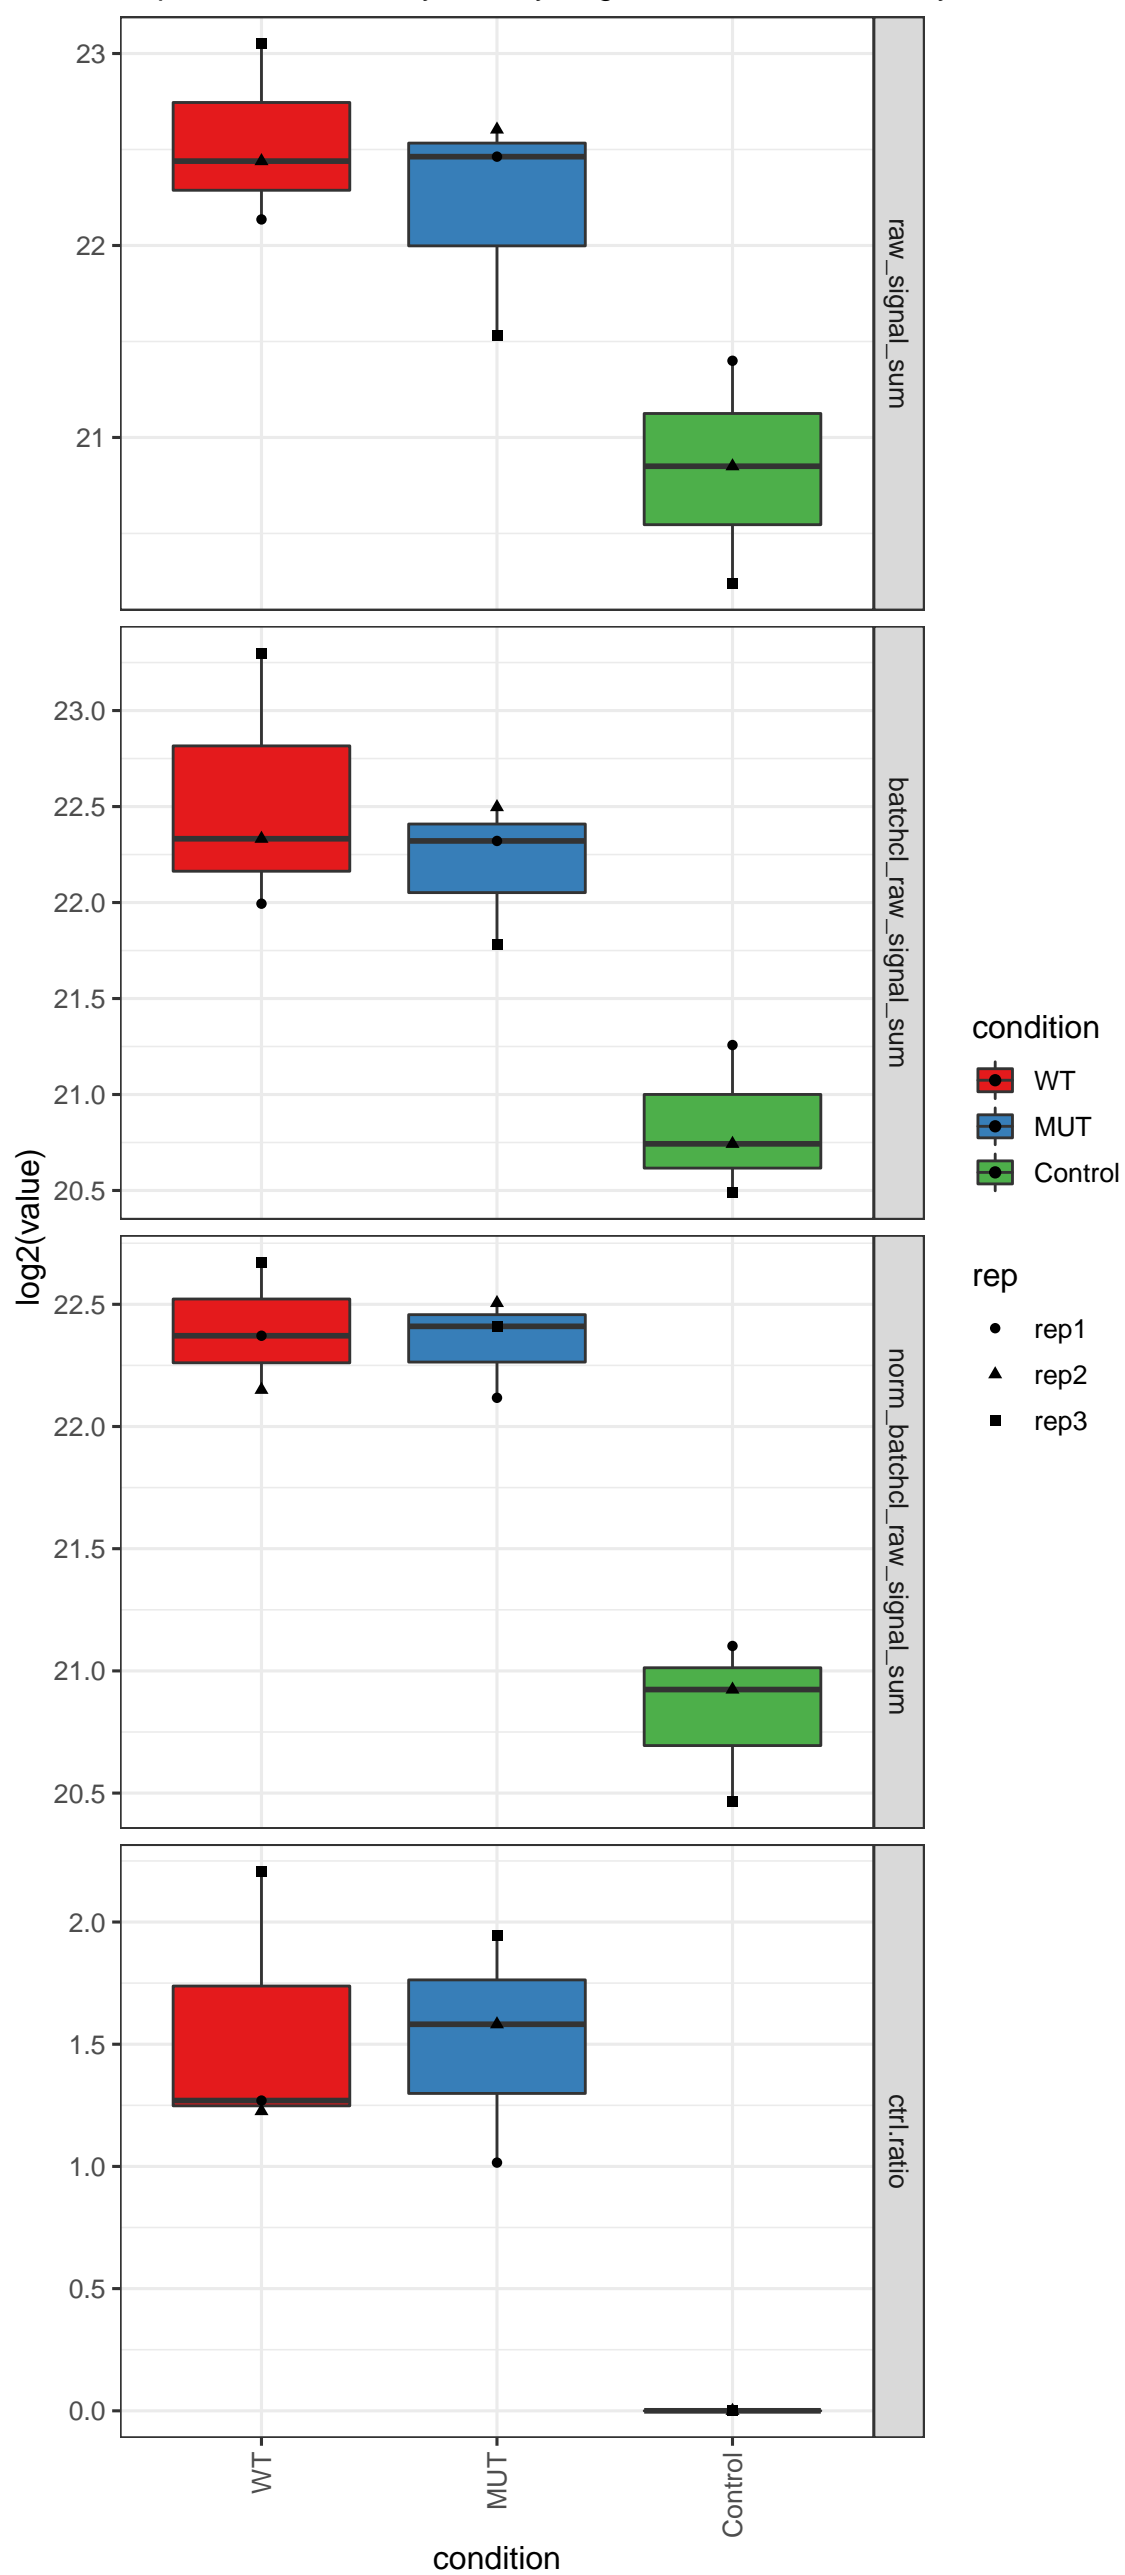 23
22
21
raw_signal_sum
23.0
22.5
22.0
21.5
21.0
20.5
batchcl_raw_signal_sum
22.5
22.0
21.5
21.0
20.5
norm_batchcl_raw_signal_sum
2.0
1.5
1.0
0.5
0.0
ctrl.ratio
log2(value)
WT
MUT
Control
condition
condition
WT
MUT
Control
rep
rep1
rep2
rep3